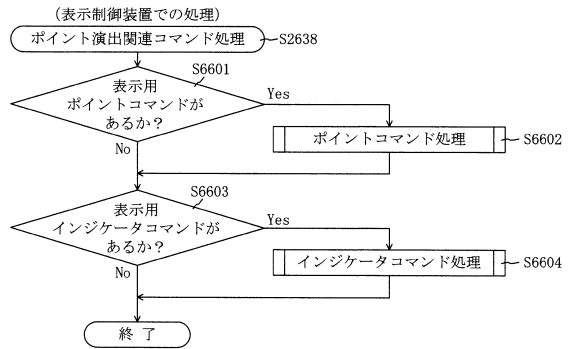 (表示制御装置での処理)
ポイント演出関連コマンド処理
S2638
S6601
表示用
ポイントコマンドが
あるか?
Yes
No
ポイントコマンド処理
S6602
S6603
表示用
インジケータコマンドが
あるか?
Yes
No
インジケータコマンド処理
S6604
終 了